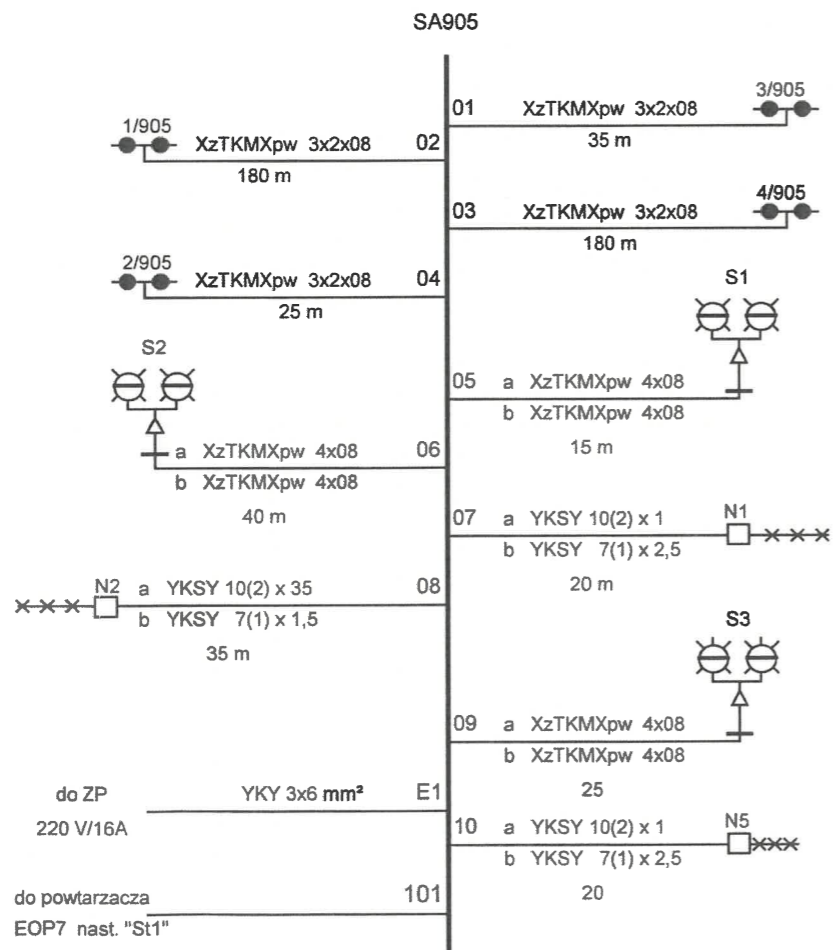 SA905
01 XzTKMXpw 3x2x08 3/905
35 m
1/905 XzTKMXpw 3x2x08 02
180 m
03 XzTKMXpw 3x2x08 4/905
180 m
2/905 XzTKMXpw 3x2x08 04
25 m
S1
05 a XzTKMXpw 4x08
b XzTKMXpw 4x08
15 m
S2
a XzTKMXpw 4x08 06
b XzTKMXpw 4x08
40 m
07 a YKSY 10(2) x 1 N1
b YKSY 7(1) x 2,5
20 m
N2 a YKSY 10(2) x 35 08
b YKSY 7(1) x 1,5
35 m
S3
09 a XzTKMXpw 4x08
b XzTKMXpw 4x08
25
do ZP YKY 3x6 mm² E1
220 V/16A
10 a YKSY 10(2) x 1 N5
b YKSY 7(1) x 2,5
20
do powtarzacza 101
EOP7 nast. "St1"